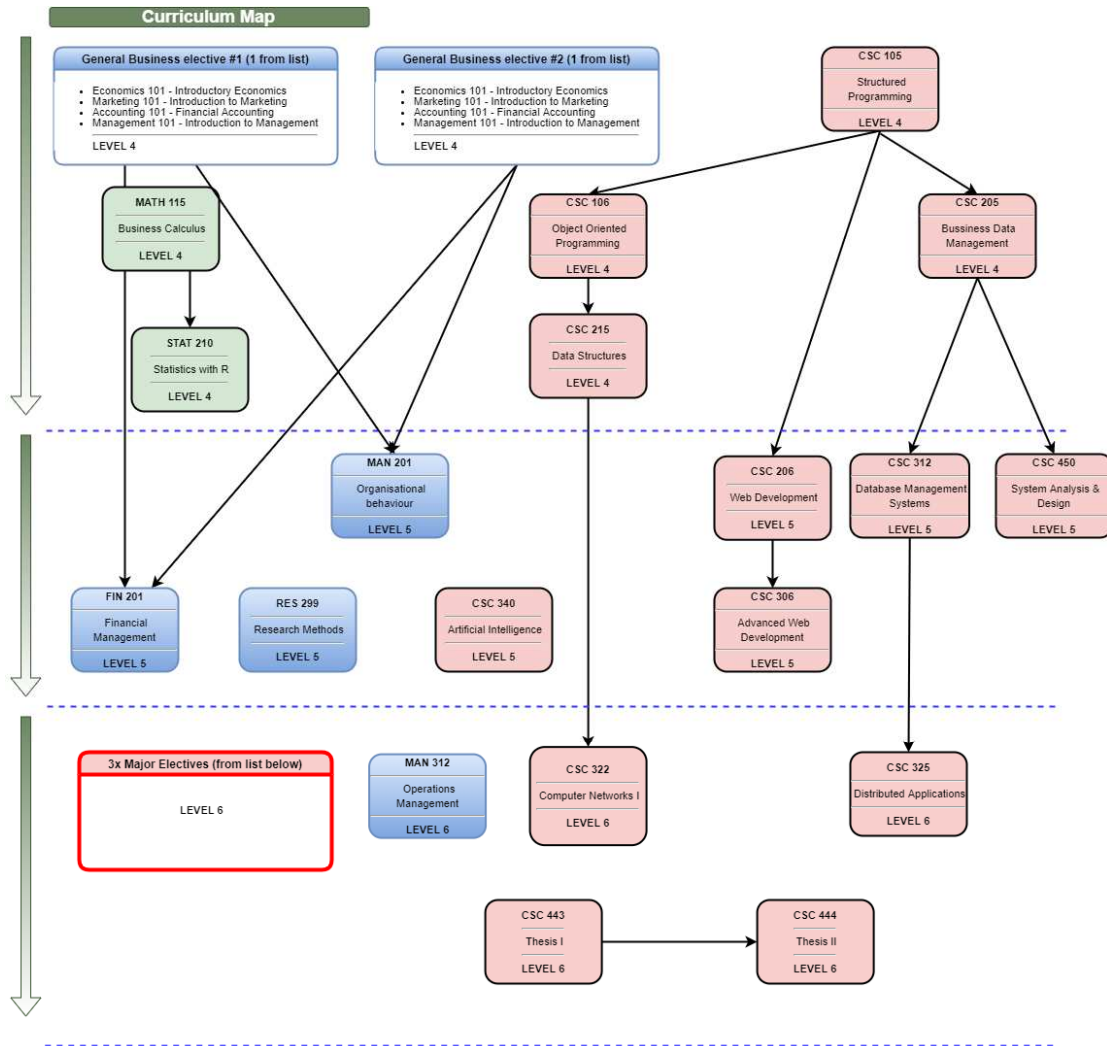 Curriculum Map
General Business elective #1 (1 from list)
Economics 101 - Introductory Economics
Marketing 101 - Introduction to Marketing
Accounting 101 - Financial Accounting
Management 101 - Introduction to Management
LEVEL 4
General Business elective #2 (1 from list)
Economics 101 - Introductory Economics
Marketing 101 - Introduction to Marketing
Accounting 101 - Financial Accounting
Management 101 - Introduction to Management
LEVEL 4
CSC 105
Structured
Programming
LEVEL 4
MATH 115
Business Calculus
LEVEL 4
CSC 106
Object Oriented
Programming
LEVEL 4
CSC 205
Bussiness Data
Management
LEVEL 4
STAT 210
Statistics with R
LEVEL 4
CSC 215
Data Structures
LEVEL 4
MAN 201
Organisational
behaviour
LEVEL 5
CSC 206
Web Development
LEVEL 5
CSC 312
Database Management
Systems
LEVEL 5
CSC 450
System Analysis &
Design
LEVEL 5
FIN 201
Financial
Management
LEVEL 5
RES 299
Research Methods
LEVEL 5
CSC 340
Artificial Intelligence
LEVEL 5
CSC 306
Advanced Web
Development
LEVEL 5
3x Major Electives (from list below)
LEVEL 6
MAN 312
Operations
Management
LEVEL 6
CSC 322
Computer Networks I
LEVEL 6
CSC 325
Distributed Applications
LEVEL 6
CSC 443
Thesis I
LEVEL 6
CSC 444
Thesis II
LEVEL 6